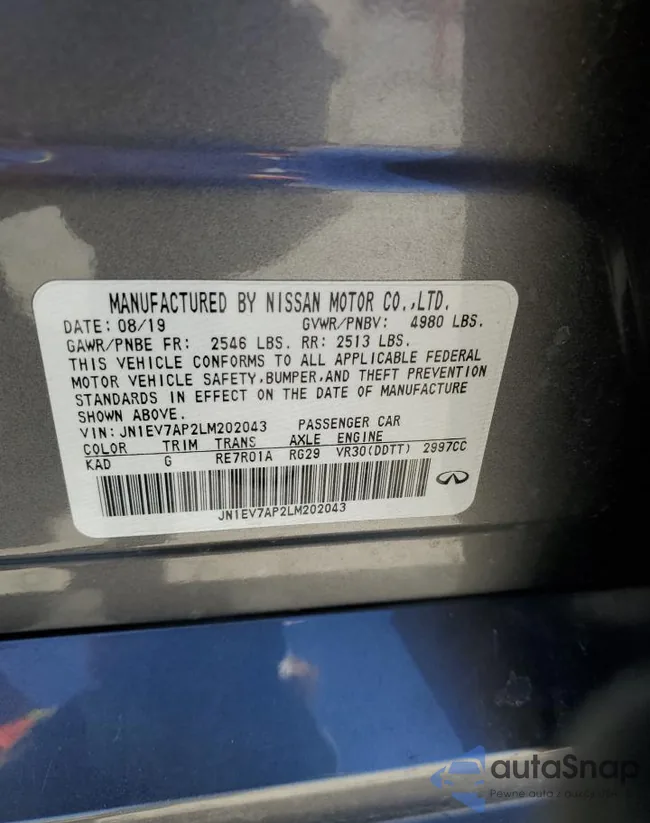 MANUFACTURED BY NISSAN MOTOR CO.,LTD.
DATE: 08/19 GVWR/PNBV: 4980 LBS.
GAWR/PNBE FR: 2546 LBS. RR: 2513 LBS.
THIS VEHICLE CONFORMS TO ALL APPLICABLE FEDERAL
MOTOR VEHICLE SAFETY,BUMPER,AND THEFT PREVENTION
STANDARDS IN EFFECT ON THE DATE OF MANUFACTURE
SHOWN ABOVE.
VIN: JN1EV7AP2LM202043 PASSENGER CAR
COLOR TRIM TRANS AXLE ENGINE
KAD G RE7R01A RG29 VR30(DDTT) 2997CC
JN1EV7AP2LM202043
autaSnap
Pewne.auta